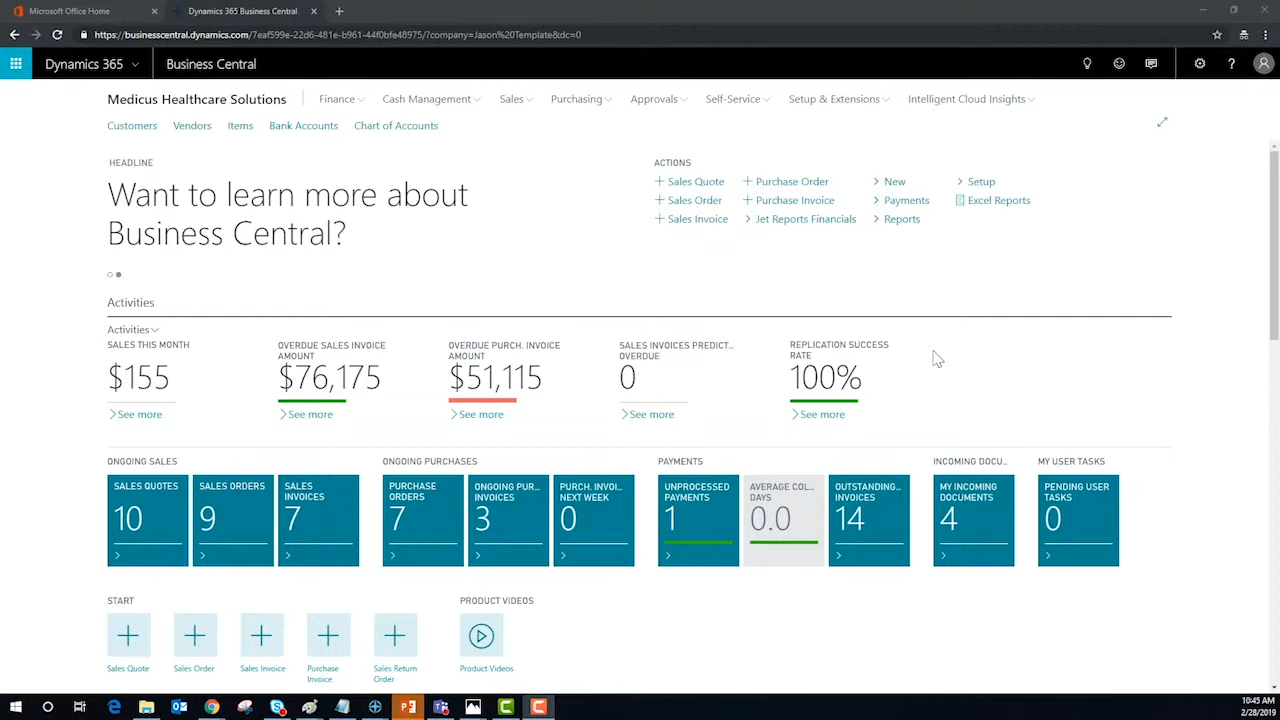 Microsoft Office Home
Dynamics 365 Business Central
https://businesscentral.dynamics.com/7eaf599e-22d6-481e-b961-44f0bfe48975/?company=Jason%20Template&dc=0
Dynamics 365
Business Central
Medicus Healthcare Solutions
Finance
Cash Management
Sales
Purchasing
Approvals
Self-Service
Setup & Extensions
Intelligent Cloud Insights
Customers
Vendors
Items
Bank Accounts
Chart of Accounts
HEADLINE
Want to learn more about
Business Central?
ACTIONS
Sales Quote
Purchase Order
New
Setup
Sales Order
Purchase Invoice
Payments
Excel Reports
Sales Invoice
Jet Reports Financials
Reports
Activities
Activities
SALES THIS MONTH
$155
See more
OVERDUE SALES INVOICE
AMOUNT
$76,175
See more
OVERDUE PURCH. INVOICE
AMOUNT
$51,115
See more
SALES INVOICES PREDICT...
OVERDUE
0
See more
REPLICATION SUCCESS
RATE
100%
See more
ONGOING SALES
SALES QUOTES
10
SALES ORDERS
9
SALES
INVOICES
7
ONGOING PURCHASES
PURCHASE
ORDERS
7
ONGOING PUR...
INVOICES
3
PURCH. INVOI...
NEXT WEEK
0
PAYMENTS
UNPROCESSED
PAYMENTS
1
AVERAGE COL...
DAYS
0.0
OUTSTANDING...
INVOICES
14
INCOMING DOCU...
MY INCOMING
DOCUMENTS
4
MY USER TASKS
PENDING USER
TASKS
0
START
Sales Quote
Sales Order
Sales Invoice
Purchase
Invoice
Sales Return
Order
PRODUCT VIDEOS
Product Videos
10:45 AM
2/28/2019